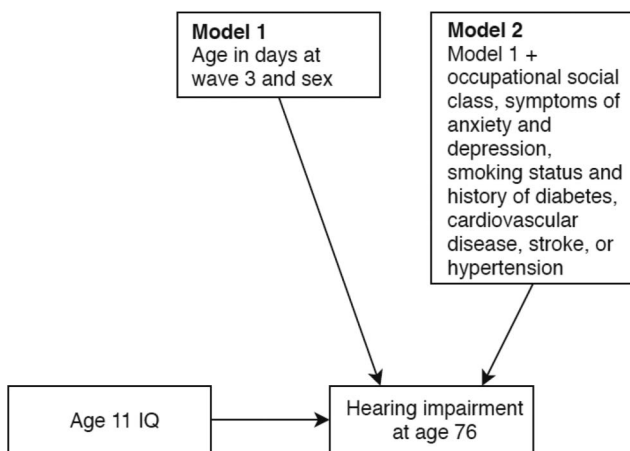 Model 1
Age in days at
wave 3 and sex
Model 2
Model 1 +
occupational social
class, symptoms of
anxiety and
depression,
smoking status and
history of diabetes,
cardiovascular
disease, stroke, or
hypertension
Age 11 IQ
Hearing impairment
at age 76